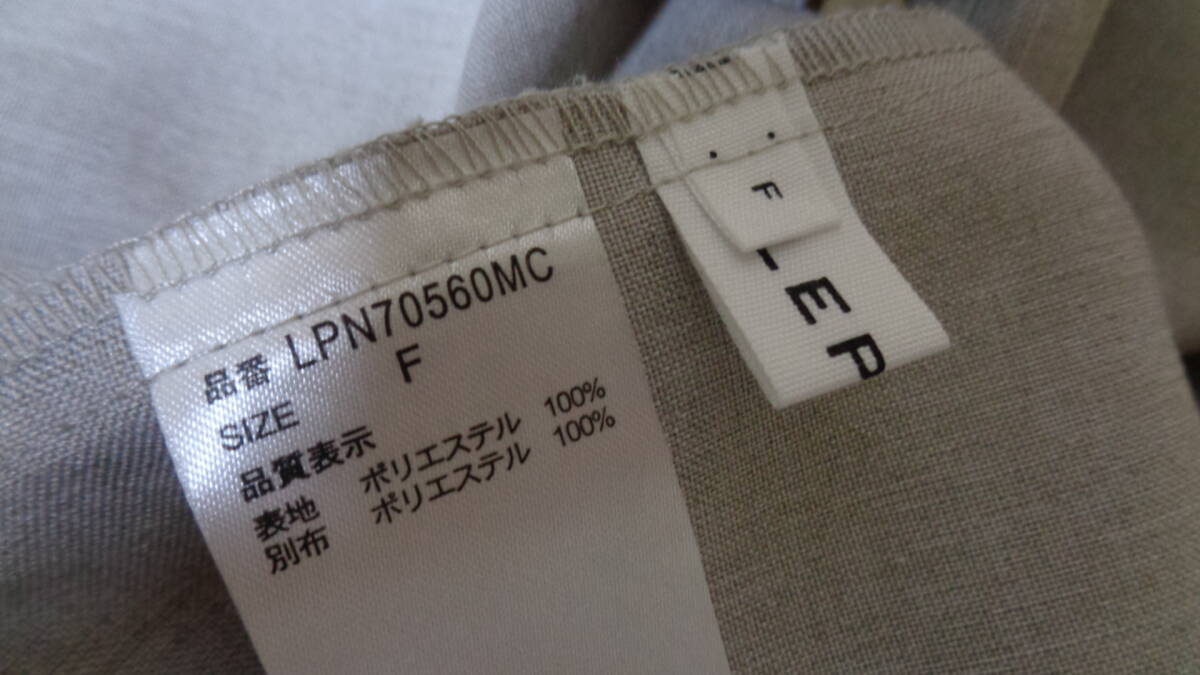 品番 LPN70560MC
SIZE F
品質表示
表地 ポリエステル 100%
別布 ポリエステル 100%
F
LER